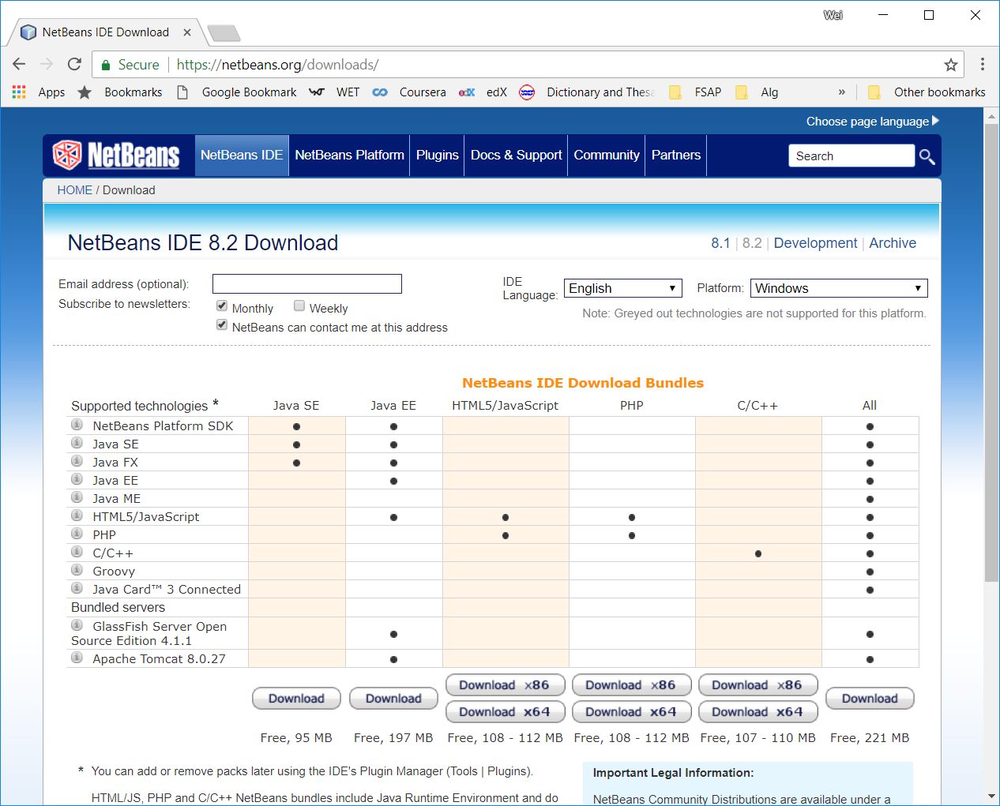 Wei
NetBeans IDE Download
Secure https://netbeans.org/downloads/
Apps Bookmarks Google Bookmark WET Coursera edX Dictionary and Thesa FSAP Alg » Other bookmarks
Choose page language
NetBeans NetBeans IDE NetBeans Platform Plugins Docs & Support Community Partners Search
HOME / Download
NetBeans IDE 8.2 Download 8.1 | 8.2 | Development | Archive
Email address (optional): IDE Language: English Platform: Windows
Subscribe to newsletters: Monthly Weekly
Note: Greyed out technologies are not supported for this platform.
NetBeans can contact me at this address
NetBeans IDE Download Bundles
Supported technologies * Java SE Java EE HTML5/JavaScript PHP C/C++ All
NetBeans Platform SDK • • •
Java SE • • •
Java FX • • •
Java EE • •
Java ME •
HTML5/JavaScript • • • •
PHP • • •
C/C++ • •
Groovy •
Java Card™ 3 Connected •
Bundled servers
GlassFish Server Open
Source Edition 4.1.1 • •
Apache Tomcat 8.0.27 • •
Download x86 Download x86 Download x86
Download Download Download
Download x64 Download x64 Download x64
Free, 95 MB Free, 197 MB Free, 108 - 112 MB Free, 108 - 112 MB Free, 107 - 110 MB Free, 221 MB
* You can add or remove packs later using the IDE's Plugin Manager (Tools | Plugins).
HTML/JS, PHP and C/C++ NetBeans bundles include Java Runtime Environment and do
Important Legal Information:
NetBeans Community Distributions are available under a